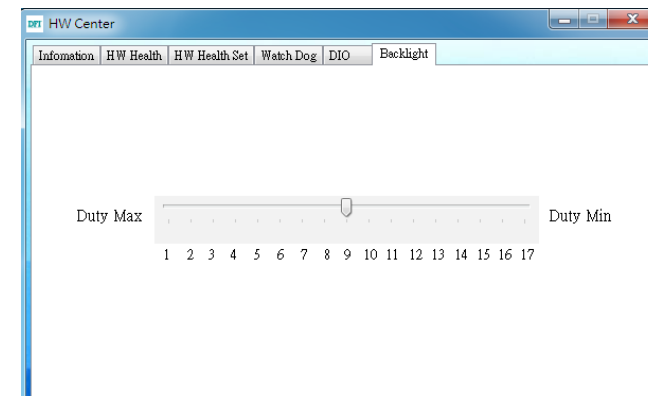 DFI HW Center
Infomation HW Health HW Health Set Watch Dog DIO Backlight
Duty Max Duty Min
1 2 3 4 5 6 7 8 9 10 11 12 13 14 15 16 17